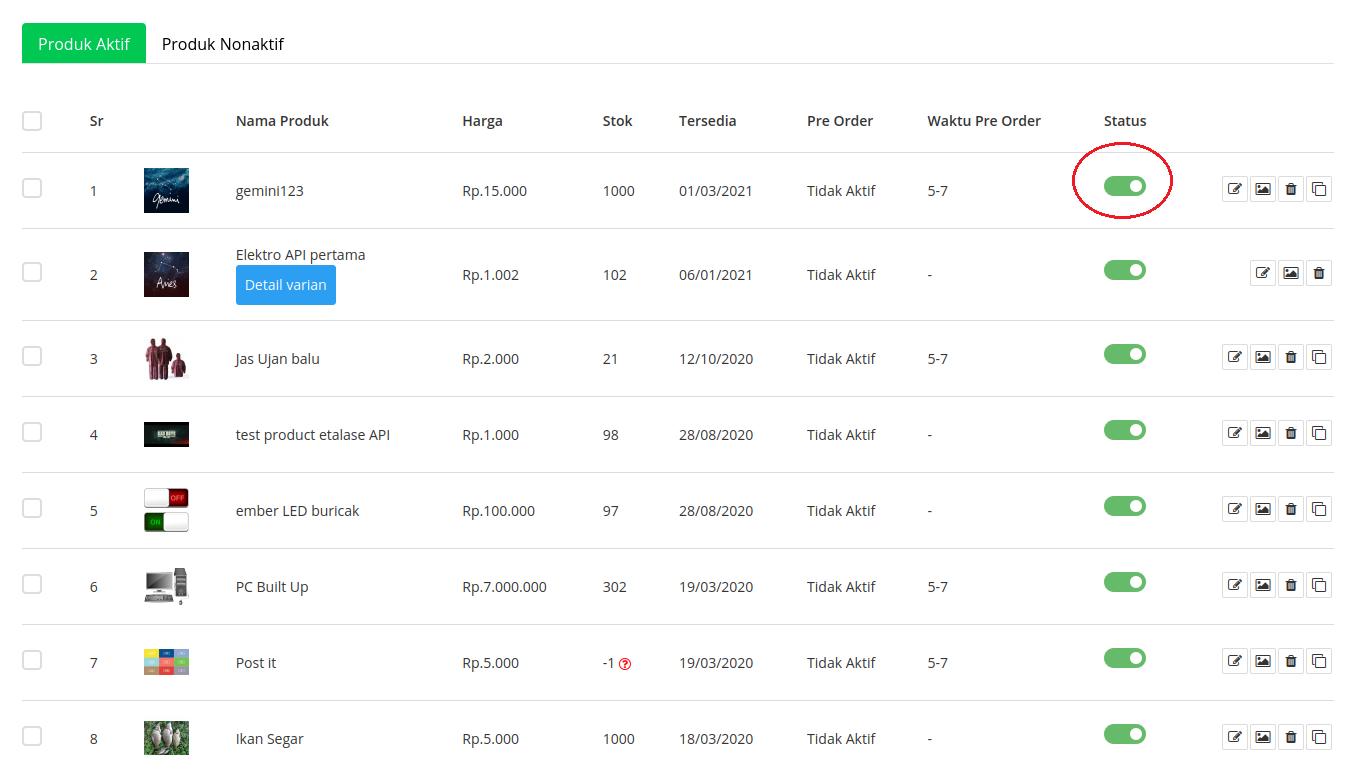 Produk Aktif Produk Nonaktif
Sr Nama Produk Harga Stok Tersedia Pre Order Waktu Pre Order Status
1 Gemini gemini123 Rp.15.000 1000 01/03/2021 Tidak Aktif 5-7
Elektro API pertama
2 Aries Rp.1.002 102 06/01/2021 Tidak Aktif -
Detail varian
3 Jas Ujan balu Rp.2.000 21 12/10/2020 Tidak Aktif 5-7
4 test product etalase API Rp.1.000 98 28/08/2020 Tidak Aktif -
OFF
5 ember LED buricak Rp.100.000 97 28/08/2020 Tidak Aktif -
ON
6 PC Built Up Rp.7.000.000 302 19/03/2020 Tidak Aktif 5-7
7 Post it Rp.5.000 -1 ? 19/03/2020 Tidak Aktif 5-7
8 Ikan Segar Rp.5.000 1000 18/03/2020 Tidak Aktif -